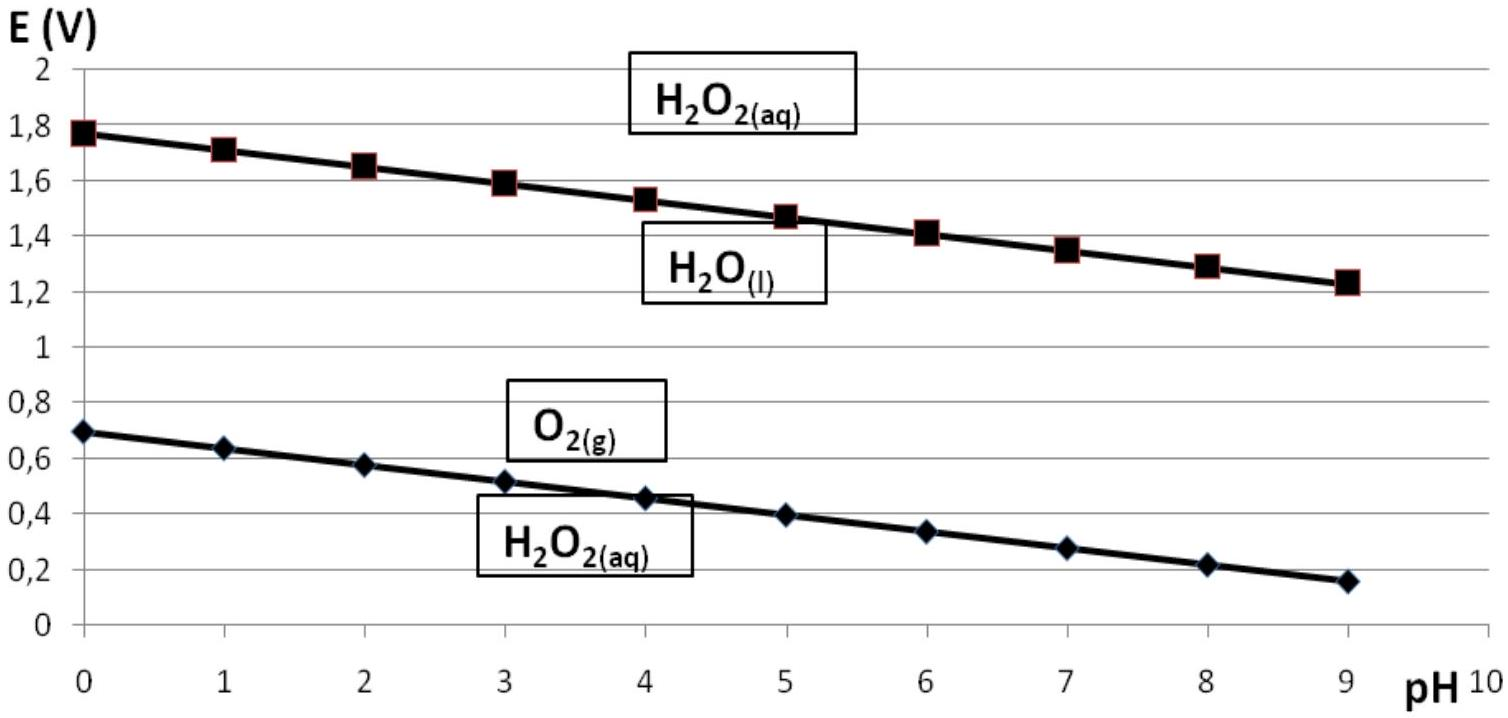 E (V)
2
H₂O₂(aq)
1,8
1,6
1,4
H₂O(l)
1,2
1
0,8
O₂(g)
0,6
0,4
H₂O₂(aq)
0,2
0
0 1 2 3 4 5 6 7 8 9 pH 10